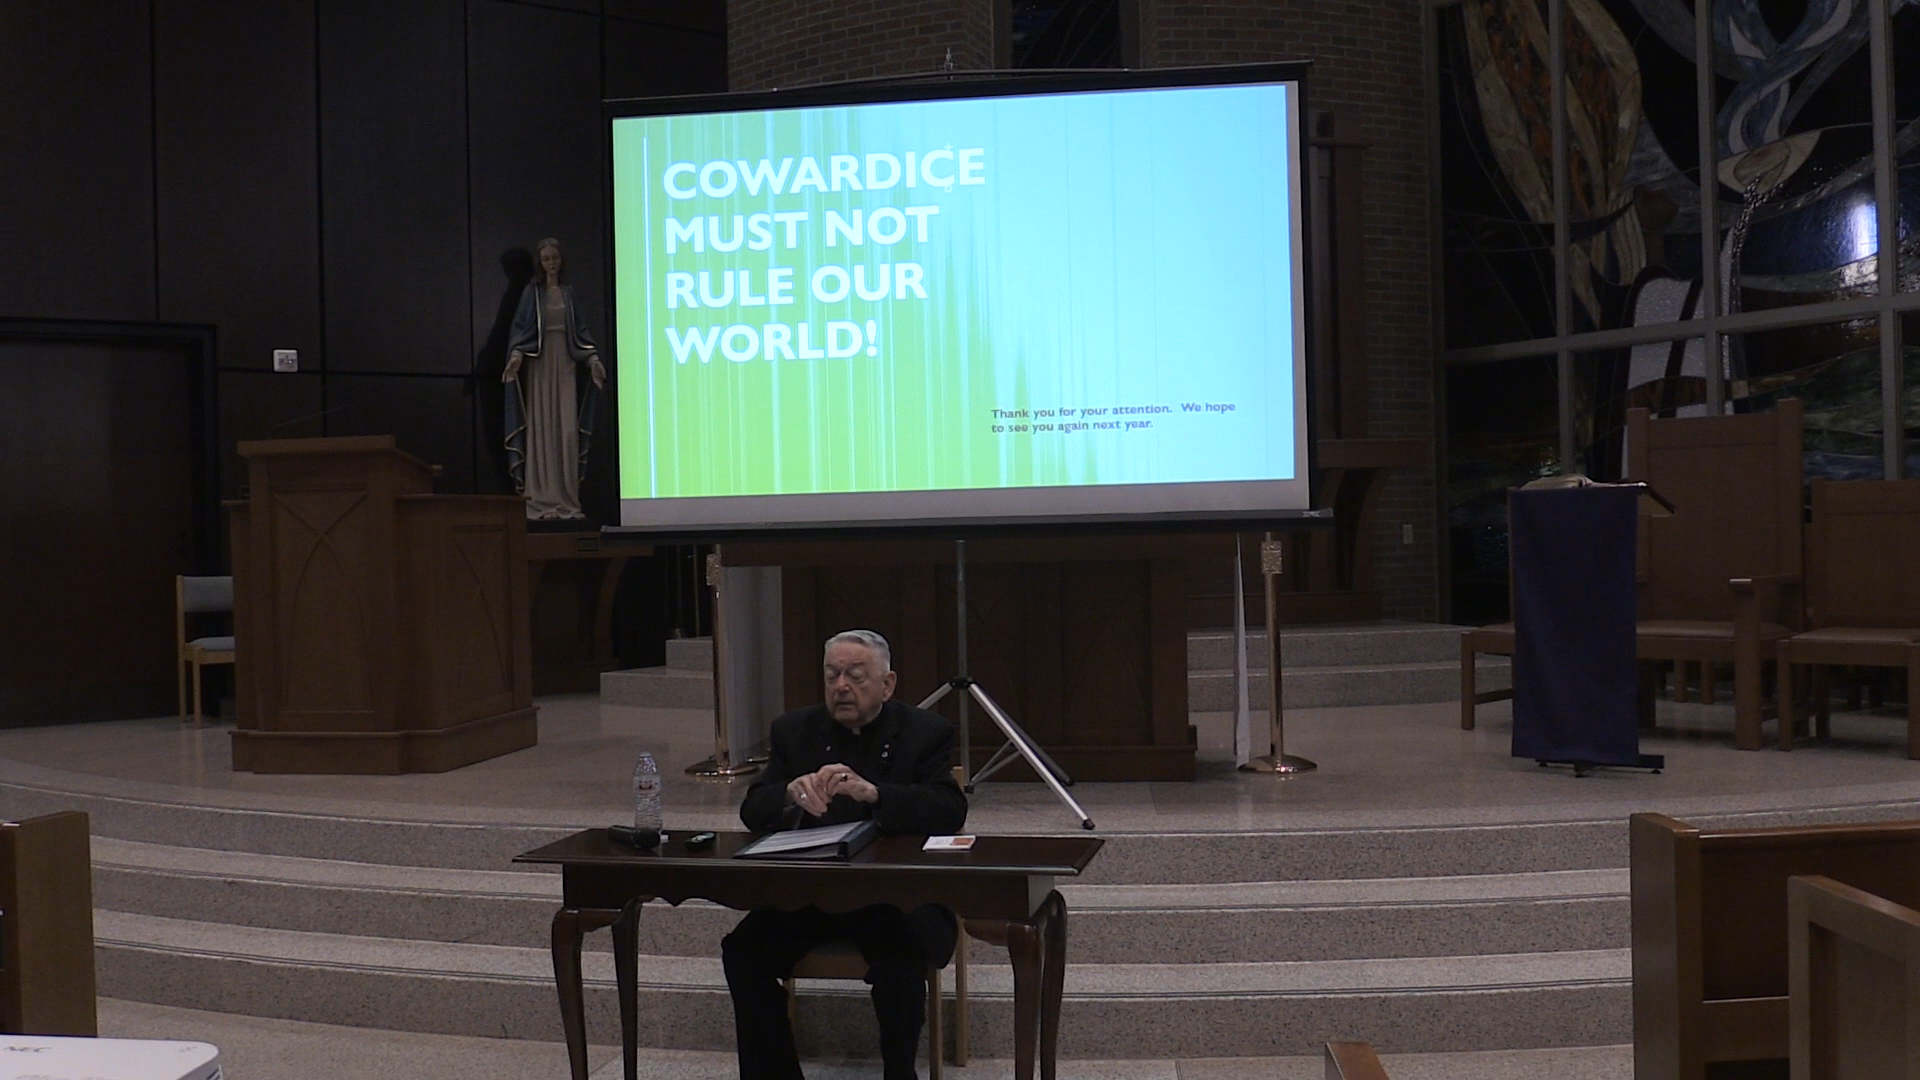 COWARDICE
MUST NOT
RULE OUR
WORLD!
Thank you for your attention. We hope
to see you again next year.
NEC